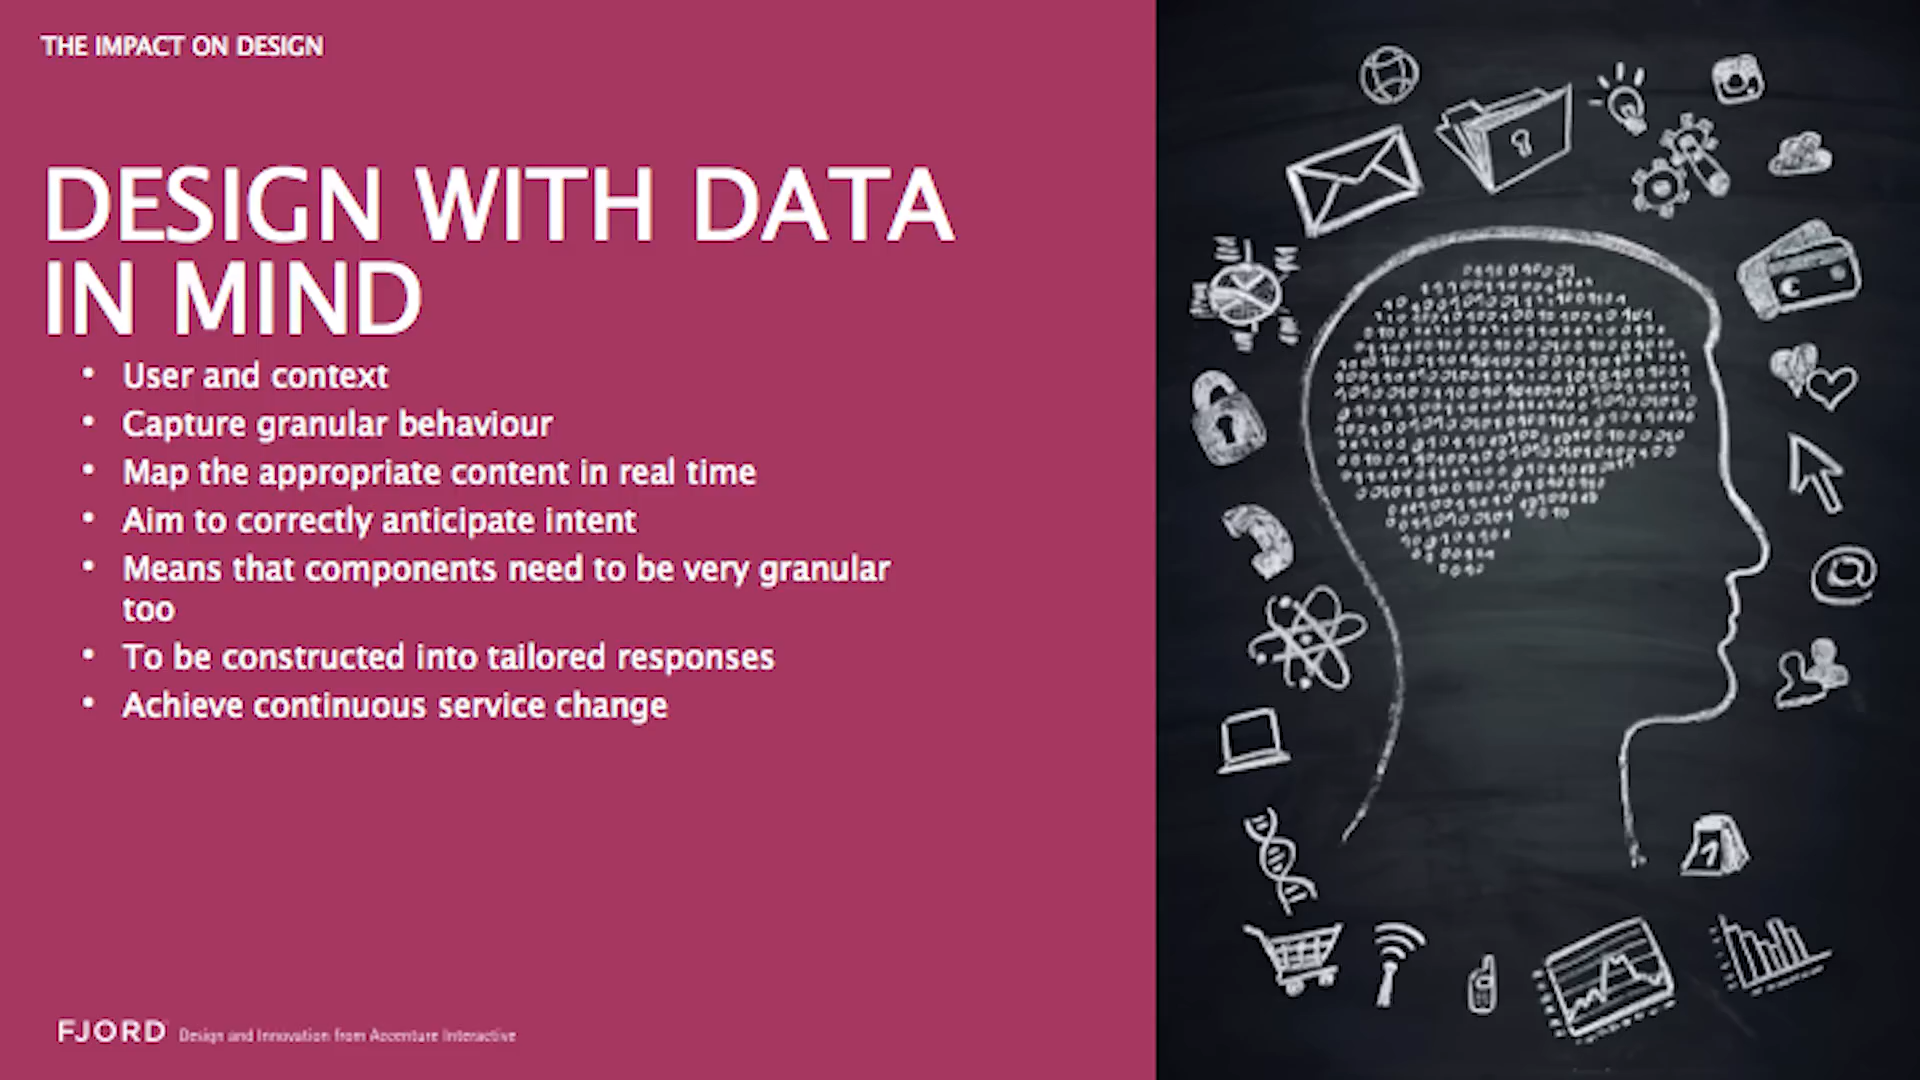 THE IMPACT ON DESIGN
DESIGN WITH DATA
IN MIND
• User and context
• Capture granular behaviour
• Map the appropriate content in real time
• Aim to correctly anticipate intent
• Means that components need to be very granular
too
• To be constructed into tailored responses
• Achieve continuous service change
FJORD Design and Innovation from Accenture Interactive